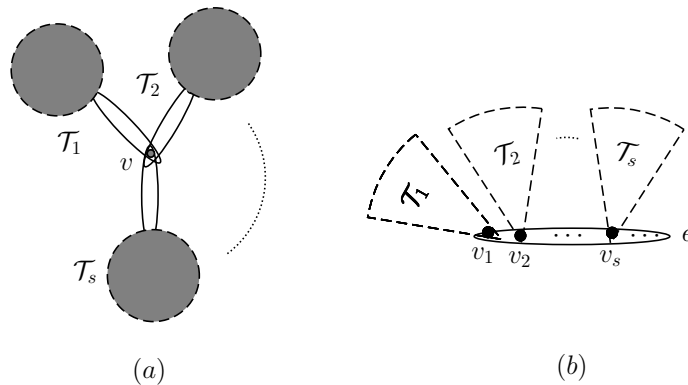 𝒯₂
𝒯₁
v
𝒯ₛ
(a)
𝒯₁
𝒯₂
𝒯ₛ
v₁
v₂
· · ·
vₛ
· · ·
e
(b)